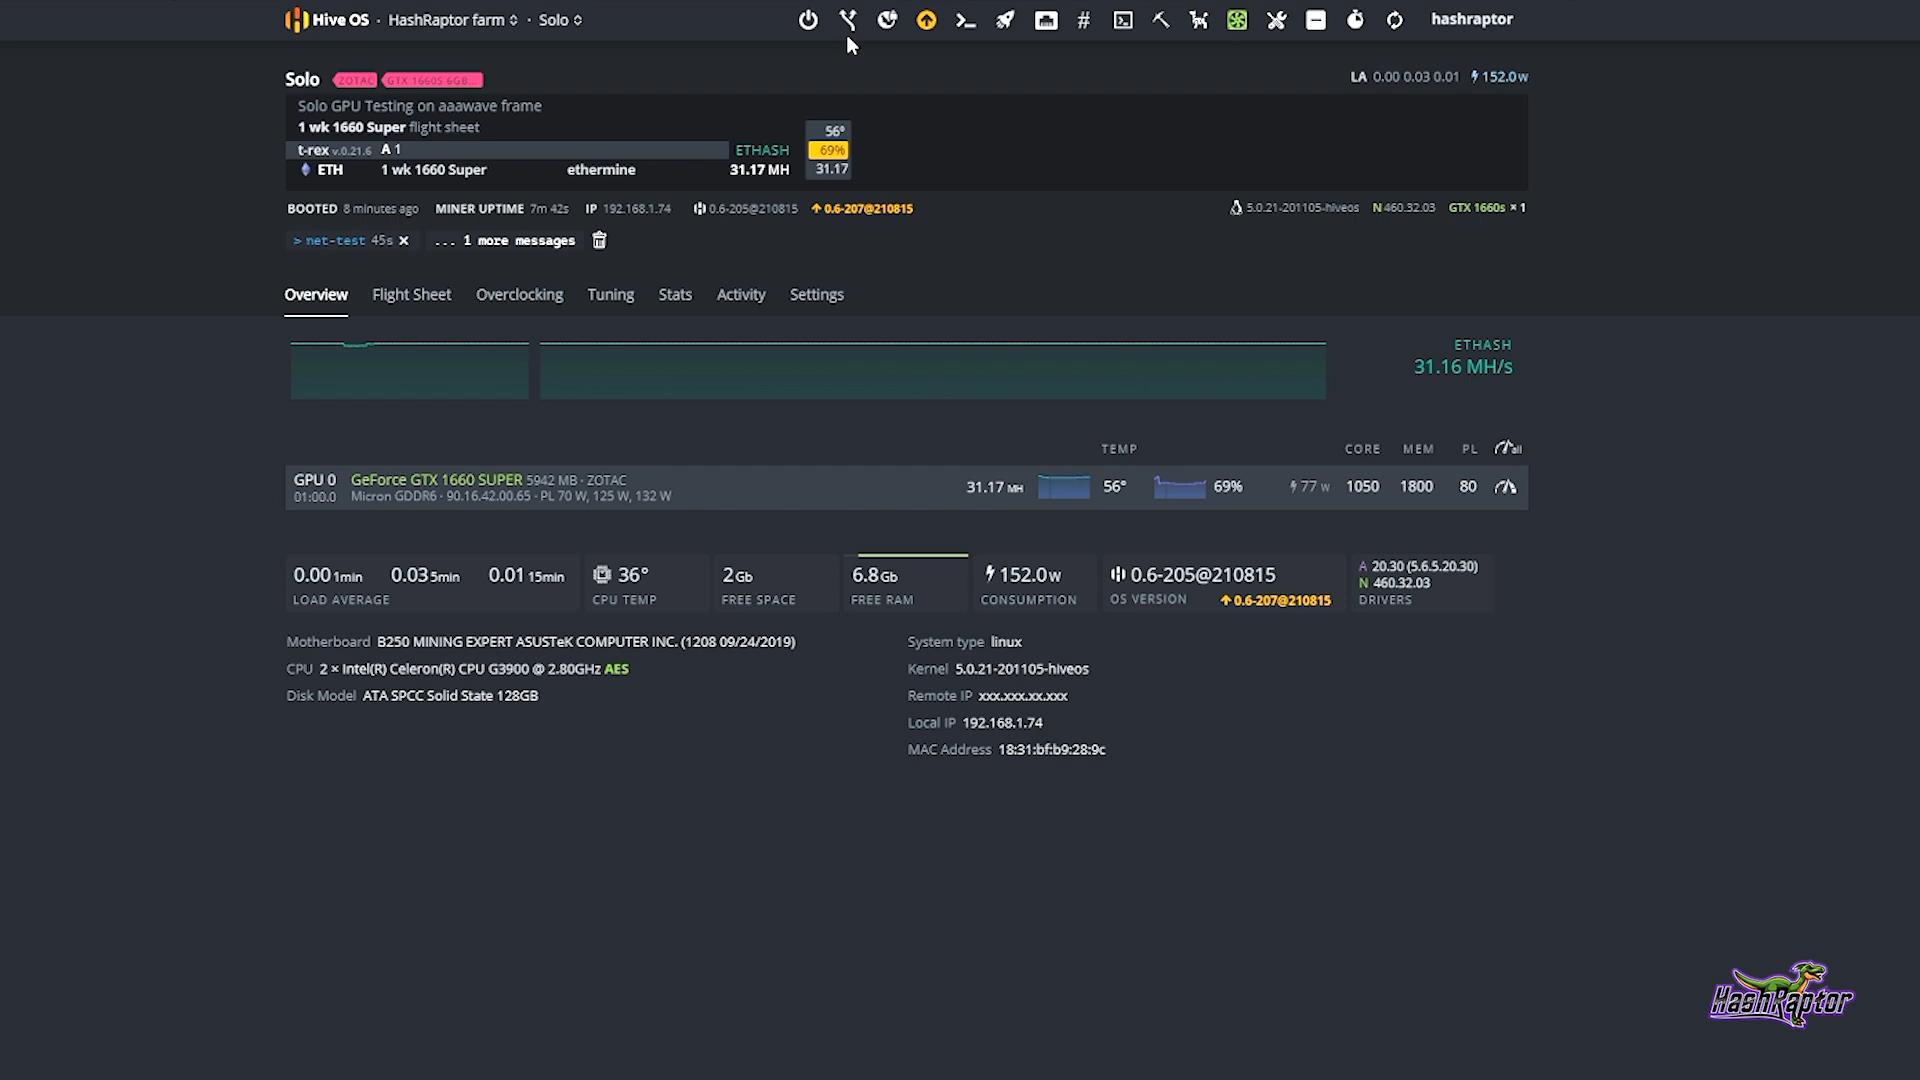 Hive OS · HashRaptor farm · Solo
hashraptor
Solo ZOTAC GTX 1660S 6GB...
LA 0.00 0.03 0.01 152.0 W
Solo GPU Testing on aaawave frame
1 wk 1660 Super flight sheet
t-rex v.0.21.6 A 1 ETHASH
ETH 1 wk 1660 Super ethermine 31.17 MH
56°
69%
31.17
BOOTED 8 minutes ago MINER UPTIME 7m 42s IP 192.168.1.74 0.6-205@210815 0.6-207@210815
5.0.21-201105-hiveos N 460.32.03 GTX 1660s × 1
> net-test 45s ... 1 more messages
Overview Flight Sheet Overclocking Tuning Stats Activity Settings
ETHASH
31.16 MH/s
TEMP CORE MEM PL all
GPU 0 GeForce GTX 1660 SUPER 5942 MB · ZOTAC
01:00.0 Micron GDDR6 · 90.16.42.00.65 · PL 70 W, 125 W, 132 W
31.17 MH 56° 69% 77 W 1050 1800 80
0.00 1min 0.03 5min 0.01 15min
LOAD AVERAGE
36°
CPU TEMP
2 Gb
FREE SPACE
6.8 Gb
FREE RAM
152.0 W
CONSUMPTION
0.6-205@210815
OS VERSION 0.6-207@210815
A 20.30 (5.6.5.20.30)
N 460.32.03
DRIVERS
Motherboard B250 MINING EXPERT ASUSTeK COMPUTER INC. (1208 09/24/2019)
CPU 2 × Intel(R) Celeron(R) CPU G3900 @ 2.80GHz AES
Disk Model ATA SPCC Solid State 128GB
System type linux
Kernel 5.0.21-201105-hiveos
Remote IP xxx.xxx.xx.xxx
Local IP 192.168.1.74
MAC Address 18:31:bf:b9:28:9c
HashRaptor